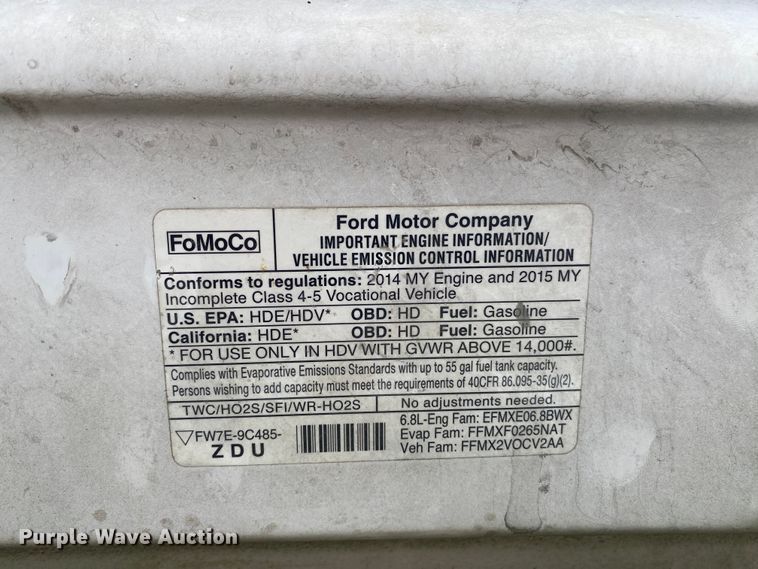 FoMoCo
Ford Motor Company
IMPORTANT ENGINE INFORMATION/
VEHICLE EMISSION CONTROL INFORMATION
Conforms to regulations: 2014 MY Engine and 2015 MY
Incomplete Class 4-5 Vocational Vehicle
U.S. EPA: HDE/HDV* OBD: HD Fuel: Gasoline
California: HDE* OBD: HD Fuel: Gasoline
* FOR USE ONLY IN HDV WITH GVWR ABOVE 14,000#.
Complies with Evaporative Emissions Standards with up to 55 gal fuel tank capacity.
Persons wishing to add capacity must meet the requirements of 40CFR 86.095-35(g)(2).
TWC/HO2S/SFI/WR-HO2S No adjustments needed.
▽FW7E-9C485-
ZDU
6.8L-Eng Fam: EFMXE06.8BWX
Evap Fam: FFMXF0265NAT
Veh Fam: FFMX2VOCV2AA
Purple Wave Auction